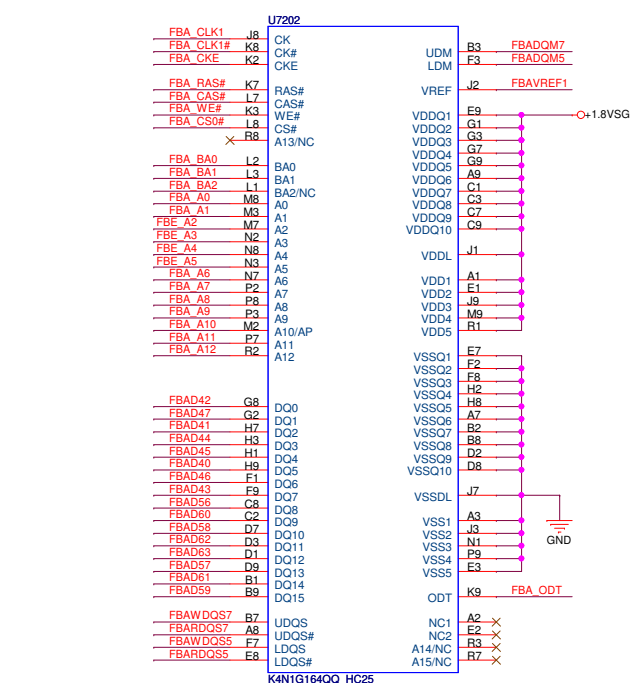 U7202
FBA_CLK1 J8 CK
FBA_CLK1# K8 CK#
FBA_CKE K2 CKE
FBA_RAS# K7 RAS#
FBA_CAS# L7 CAS#
FBA_WE# K3 WE#
FBA_CS0# L8 CS#
R8 A13/NC
FBA_BA0 L2 BA0
FBA_BA1 L3 BA1
FBA_BA2 L1 BA2/NC
FBA_A0 M8 A0
FBA_A1 M3 A1
FBE_A2 M7 A2
FBE_A3 N2 A3
FBE_A4 N8 A4
FBE_A5 N3 A5
FBA_A6 N7 A6
FBA_A7 P2 A7
FBA_A8 P8 A8
FBA_A9 P3 A9
FBA_A10 M2 A10/AP
FBA_A11 P7 A11
FBA_A12 R2 A12
FBAD42 G8 DQ0
FBAD47 G2 DQ1
FBAD41 H7 DQ2
FBAD44 H3 DQ3
FBAD45 H1 DQ4
FBAD40 H9 DQ5
FBAD46 F1 DQ6
FBAD43 F9 DQ7
FBAD56 C8 DQ8
FBAD60 C2 DQ9
FBAD58 D7 DQ10
FBAD62 D3 DQ11
FBAD63 D1 DQ12
FBAD57 D9 DQ13
FBAD61 B1 DQ14
FBAD59 B9 DQ15
FBAWDQS7 B7 UDQS
FBARDQS7 A8 UDQS#
FBAWDQS5 F7 LDQS
FBARDQS5 E8 LDQS#
UDM B3 FBADQM7
LDM F3 FBADQM5
VREF J2 FBAVREF1
VDDQ1 E9 +1.8VSG
VDDQ2 G1
VDDQ3 G3
VDDQ4 G7
VDDQ5 G9
VDDQ6 A9
VDDQ7 C1
VDDQ8 C3
VDDQ9 C7
VDDQ10 C9
VDDL J1
VDD1 A1
VDD2 E1
VDD3 J9
VDD4 M9
VDD5 R1
VSSQ1 E7
VSSQ2 F2
VSSQ3 F8
VSSQ4 H2
VSSQ5 H8
VSSQ6 A7
VSSQ7 B2
VSSQ8 B8
VSSQ9 D2
VSSQ10 D8
VSSDL J7
VSS1 A3
VSS2 J3
VSS3 N1
VSS4 P9
VSS5 E3
GND
ODT K9 FBA_ODT
NC1 A2
NC2 E2
A14/NC R3
A15/NC R7
K4N1G164QQ_HC25